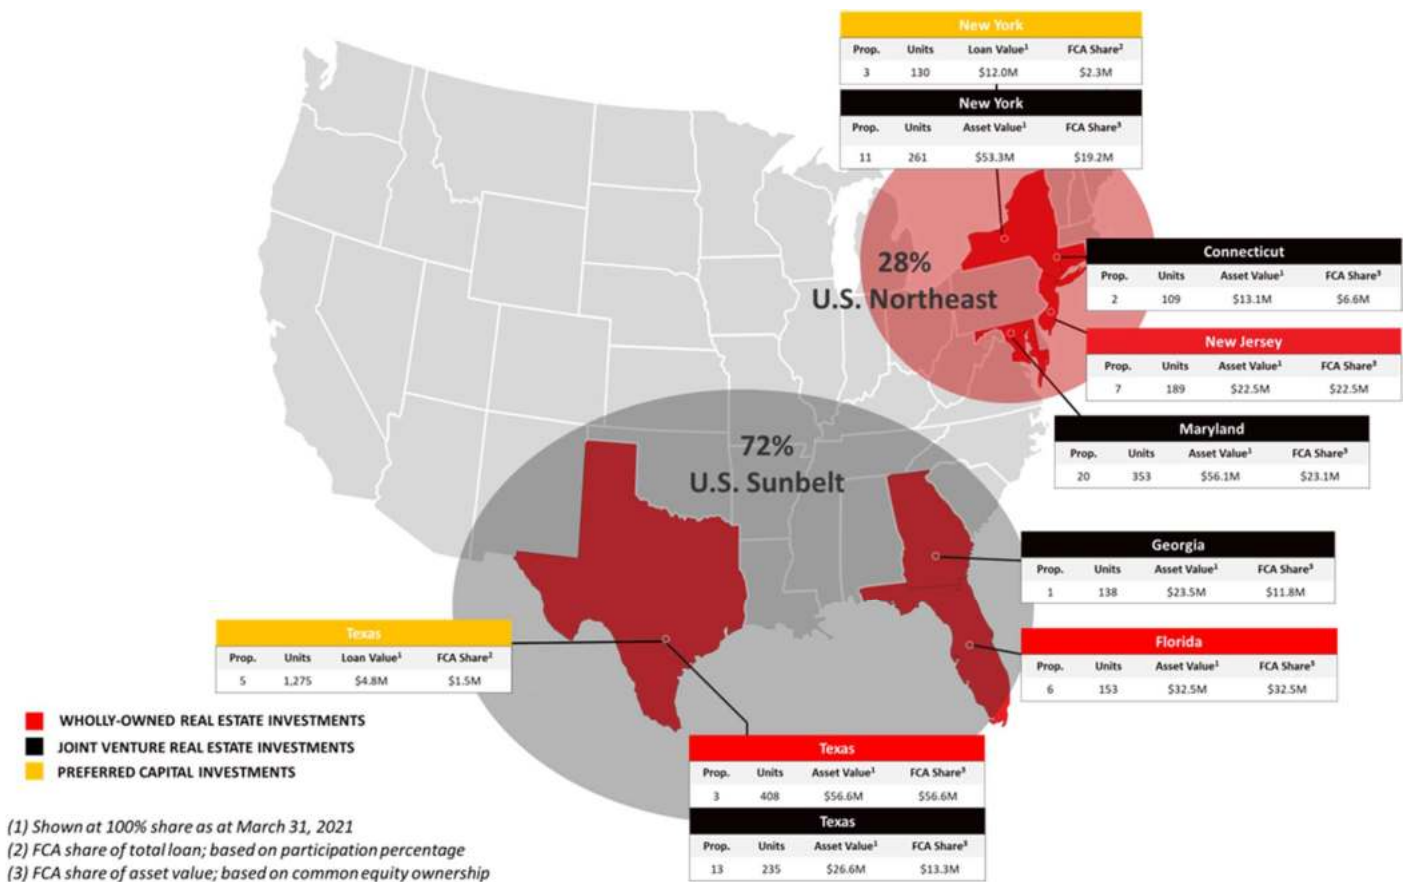 New York
Prop. Units Loan Value¹ FCA Share²
3 130 $12.0M $2.3M
New York
Prop. Units Asset Value¹ FCA Share³
11 261 $53.3M $19.2M
28%
U.S. Northeast
Connecticut
Prop. Units Asset Value¹ FCA Share³
2 109 $13.1M $6.6M
New Jersey
Prop. Units Asset Value¹ FCA Share³
7 189 $22.5M $22.5M
Maryland
Prop. Units Asset Value¹ FCA Share³
20 353 $56.1M $23.1M
72%
U.S. Sunbelt
Georgia
Prop. Units Asset Value¹ FCA Share³
1 138 $23.5M $11.8M
Florida
Prop. Units Asset Value¹ FCA Share³
6 153 $32.5M $32.5M
Texas
Prop. Units Loan Value¹ FCA Share²
5 1,275 $4.8M $1.5M
Texas
Prop. Units Asset Value¹ FCA Share³
3 408 $56.6M $56.6M
Texas
Prop. Units Asset Value¹ FCA Share³
13 235 $26.6M $13.3M
WHOLLY-OWNED REAL ESTATE INVESTMENTS
JOINT VENTURE REAL ESTATE INVESTMENTS
PREFERRED CAPITAL INVESTMENTS
(1) Shown at 100% share as at March 31, 2021
(2) FCA share of total loan; based on participation percentage
(3) FCA share of asset value; based on common equity ownership